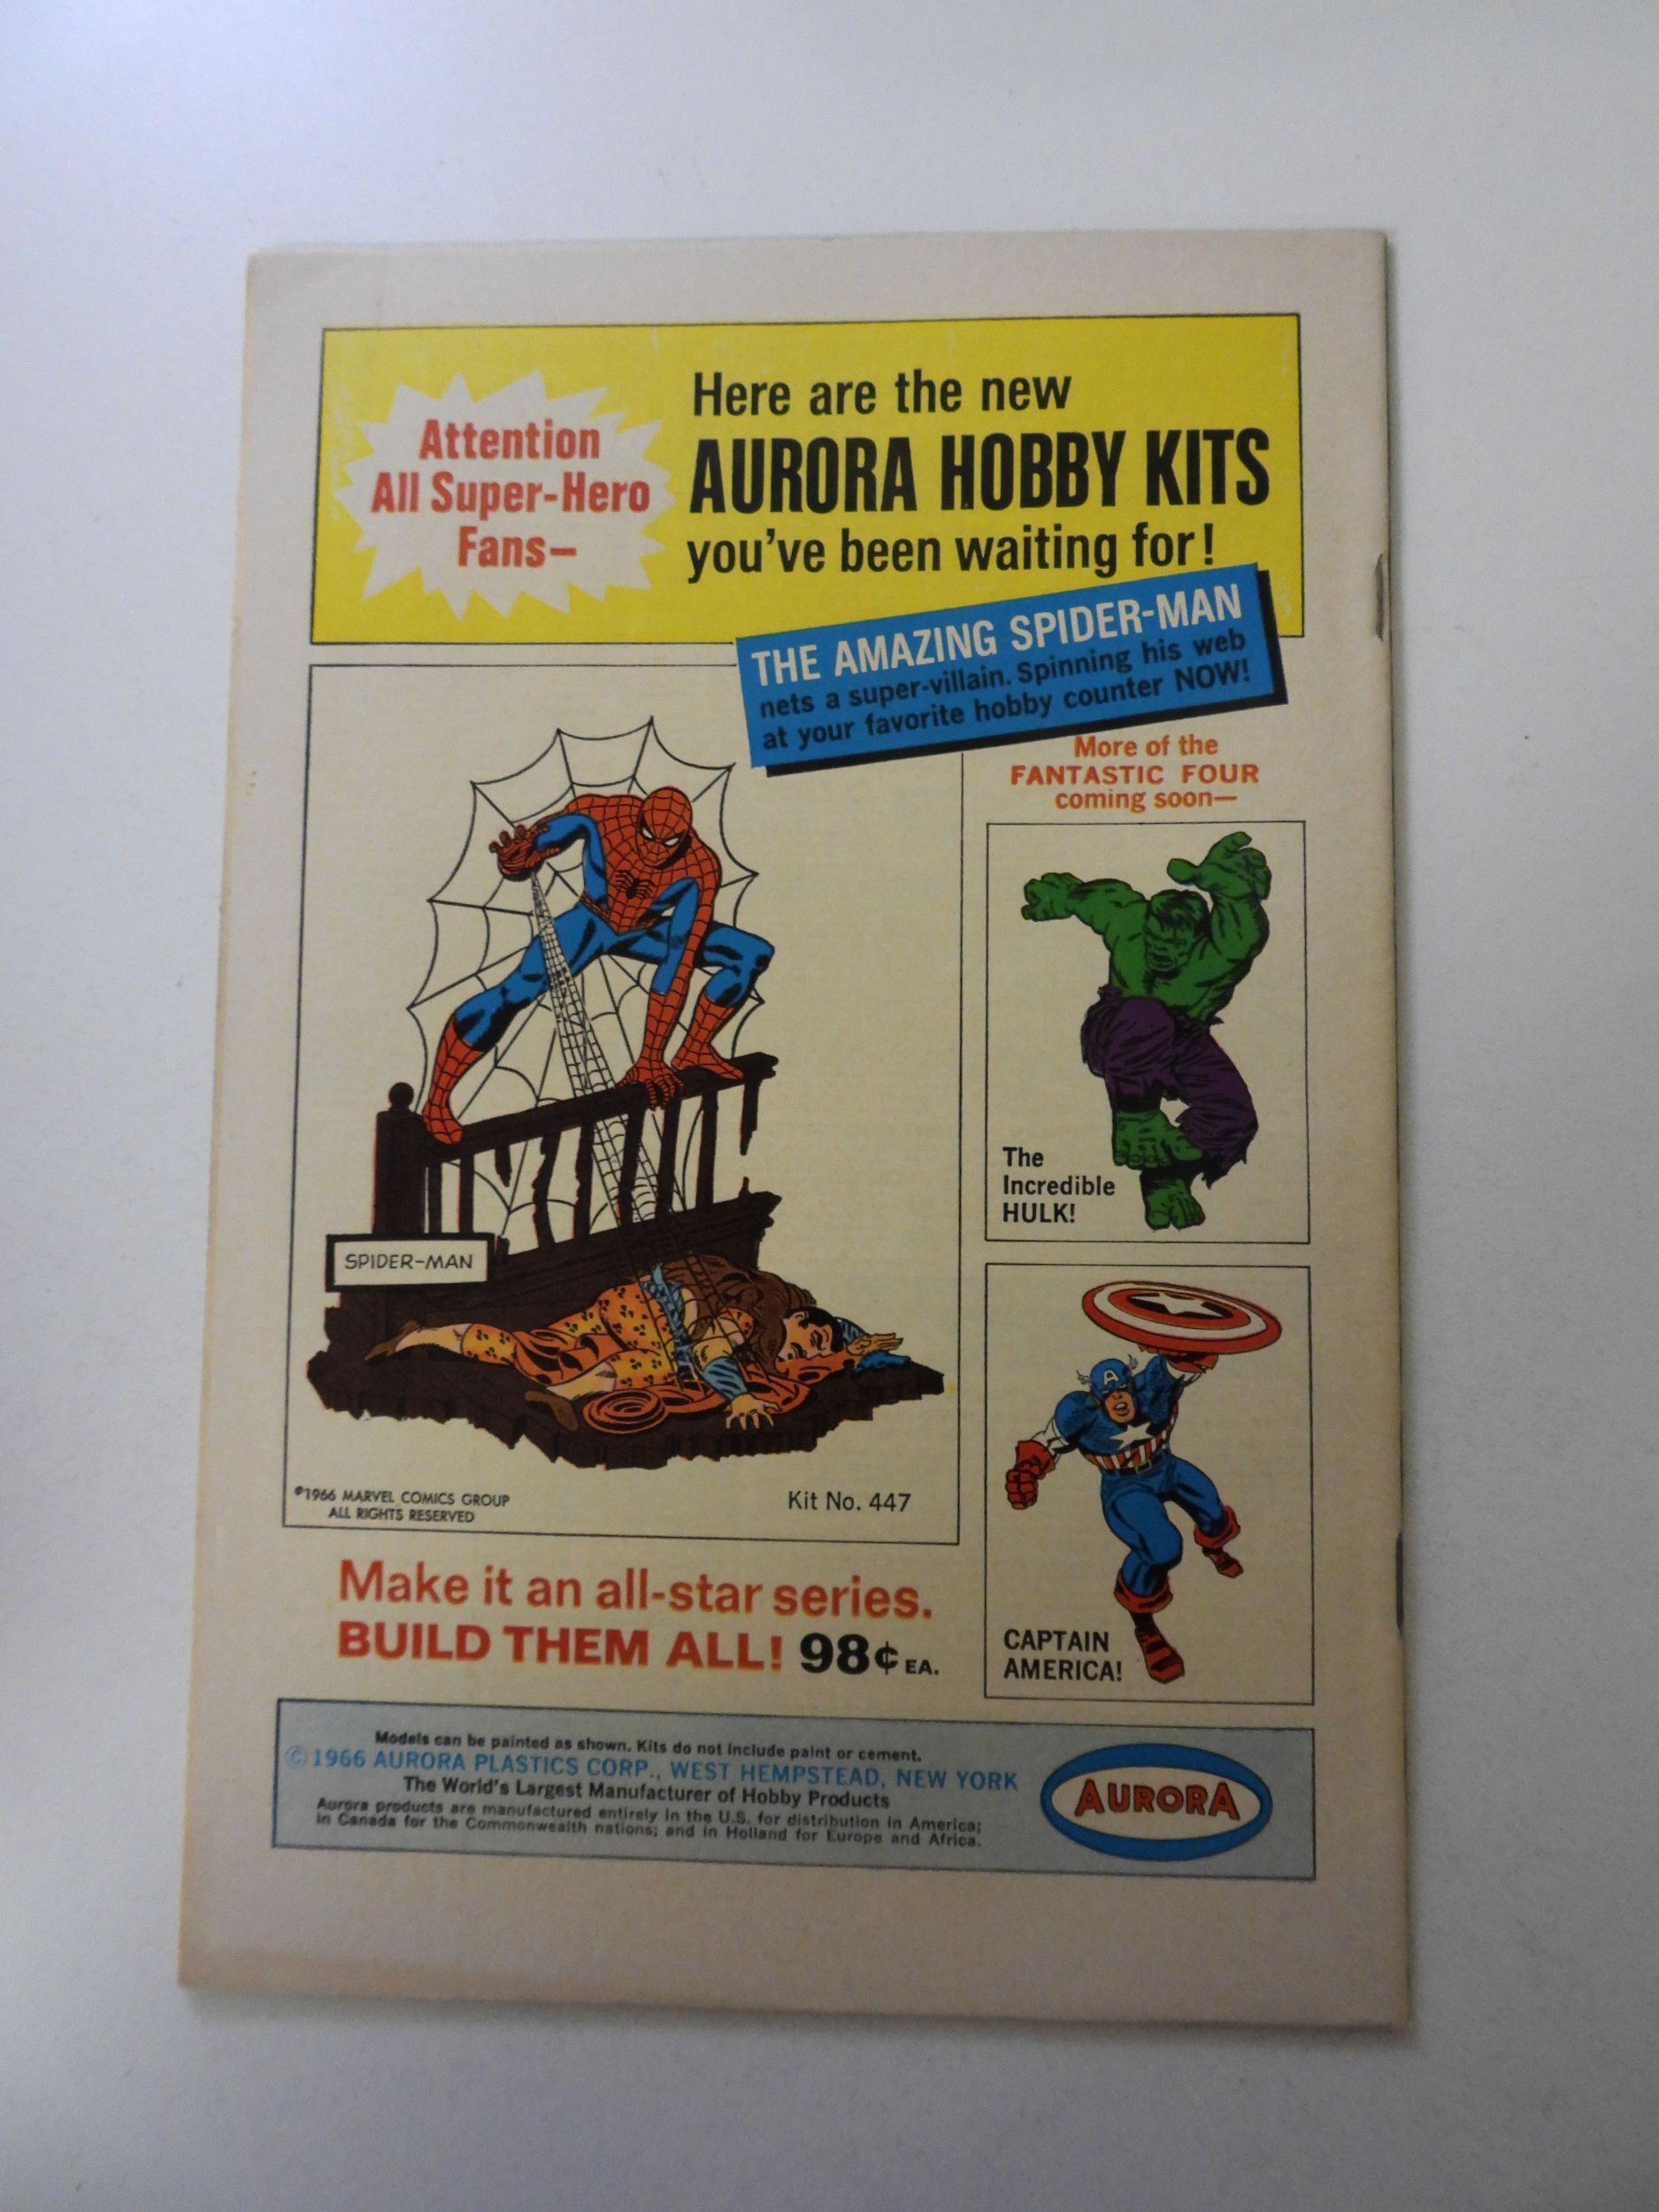 Attention
All Super-Hero
Fans—
Here are the new
AURORA HOBBY KITS
you've been waiting for!
THE AMAZING SPIDER-MAN
nets a super-villain. Spinning his web
at your favorite hobby counter NOW!
SPIDER-MAN
©1966 MARVEL COMICS GROUP
ALL RIGHTS RESERVED
Kit No. 447
More of the
FANTASTIC FOUR
coming soon—
The
Incredible
HULK!
A
CAPTAIN
AMERICA!
Make it an all-star series.
BUILD THEM ALL! 98¢ EA.
Models can be painted as shown. Kits do not include paint or cement.
©1966 AURORA PLASTICS CORP., WEST HEMPSTEAD, NEW YORK
The World's Largest Manufacturer of Hobby Products
Aurora products are manufactured entirely in the U.S. for distribution in America;
in Canada for the Commonwealth nations; and in Holland for Europe and Africa.
AURORA